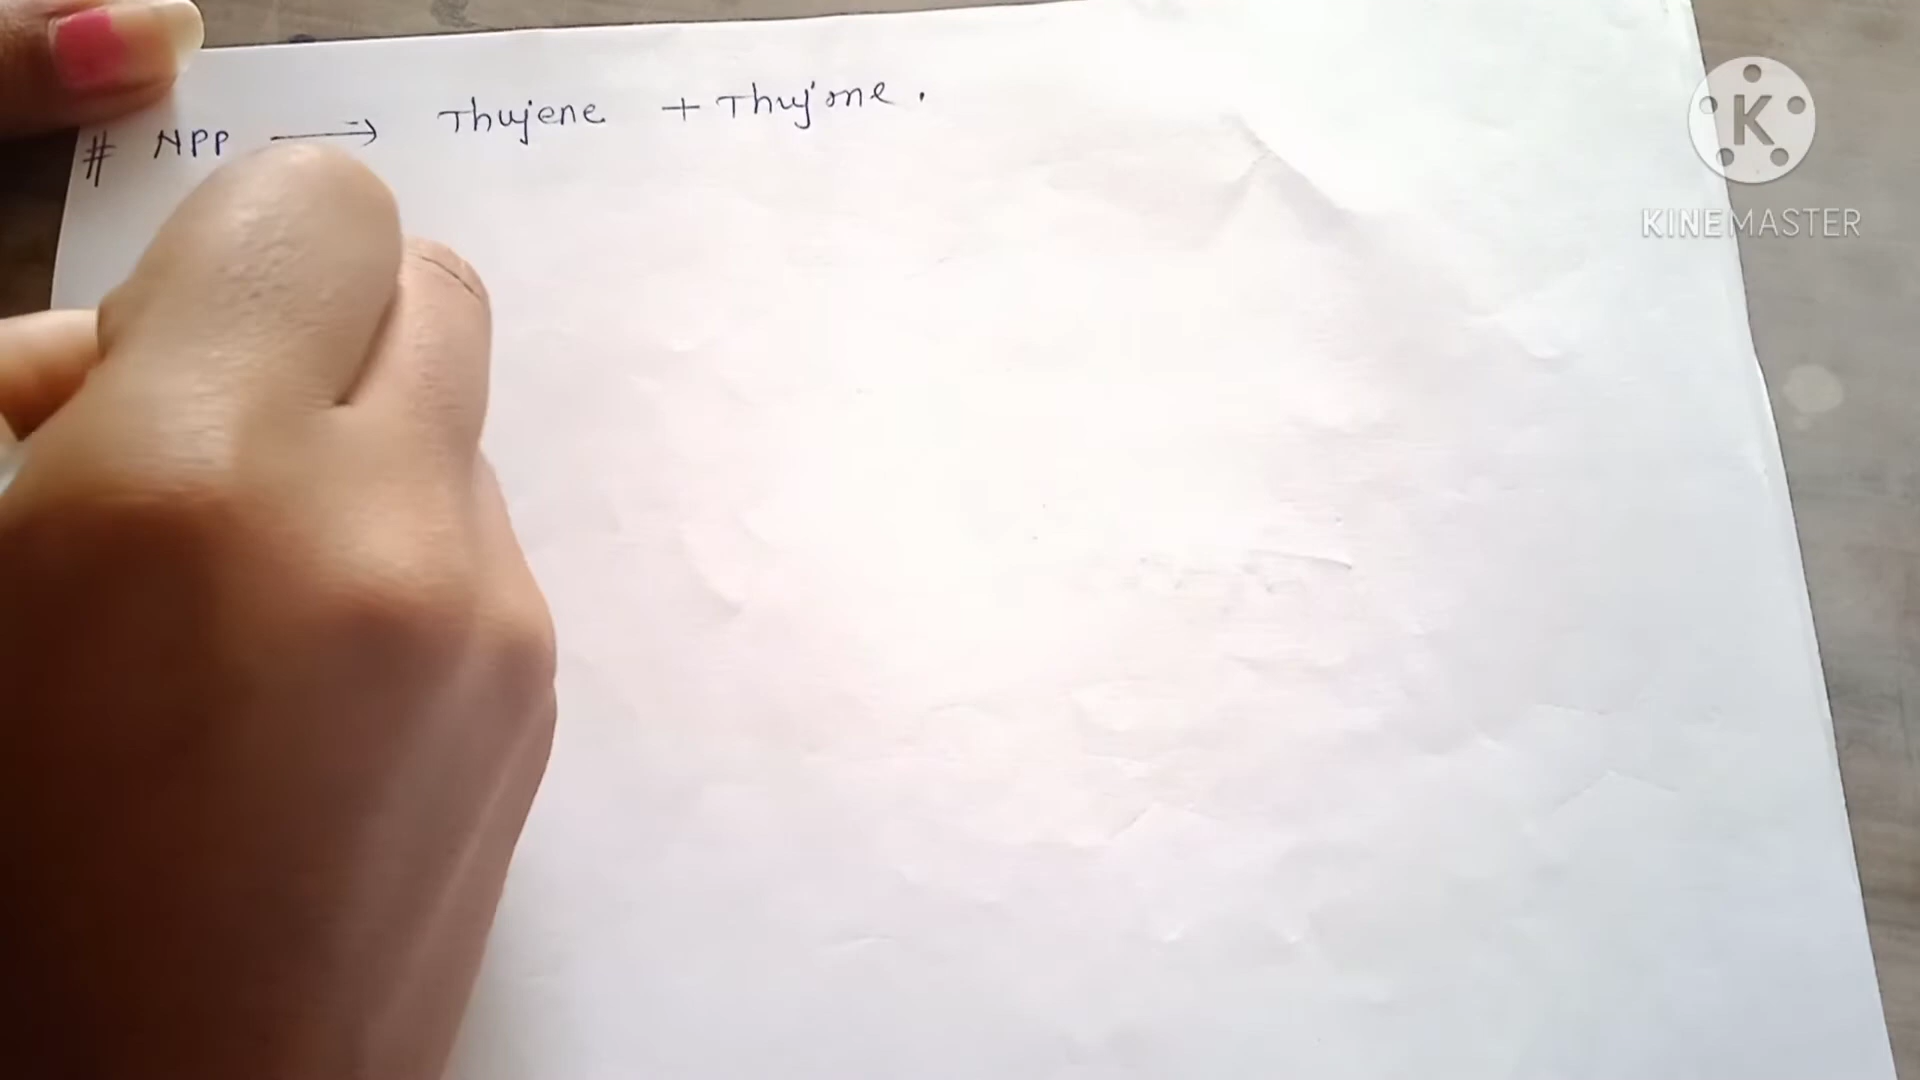 # NPP → Thujene + Thujone.
K
KINEMASTER